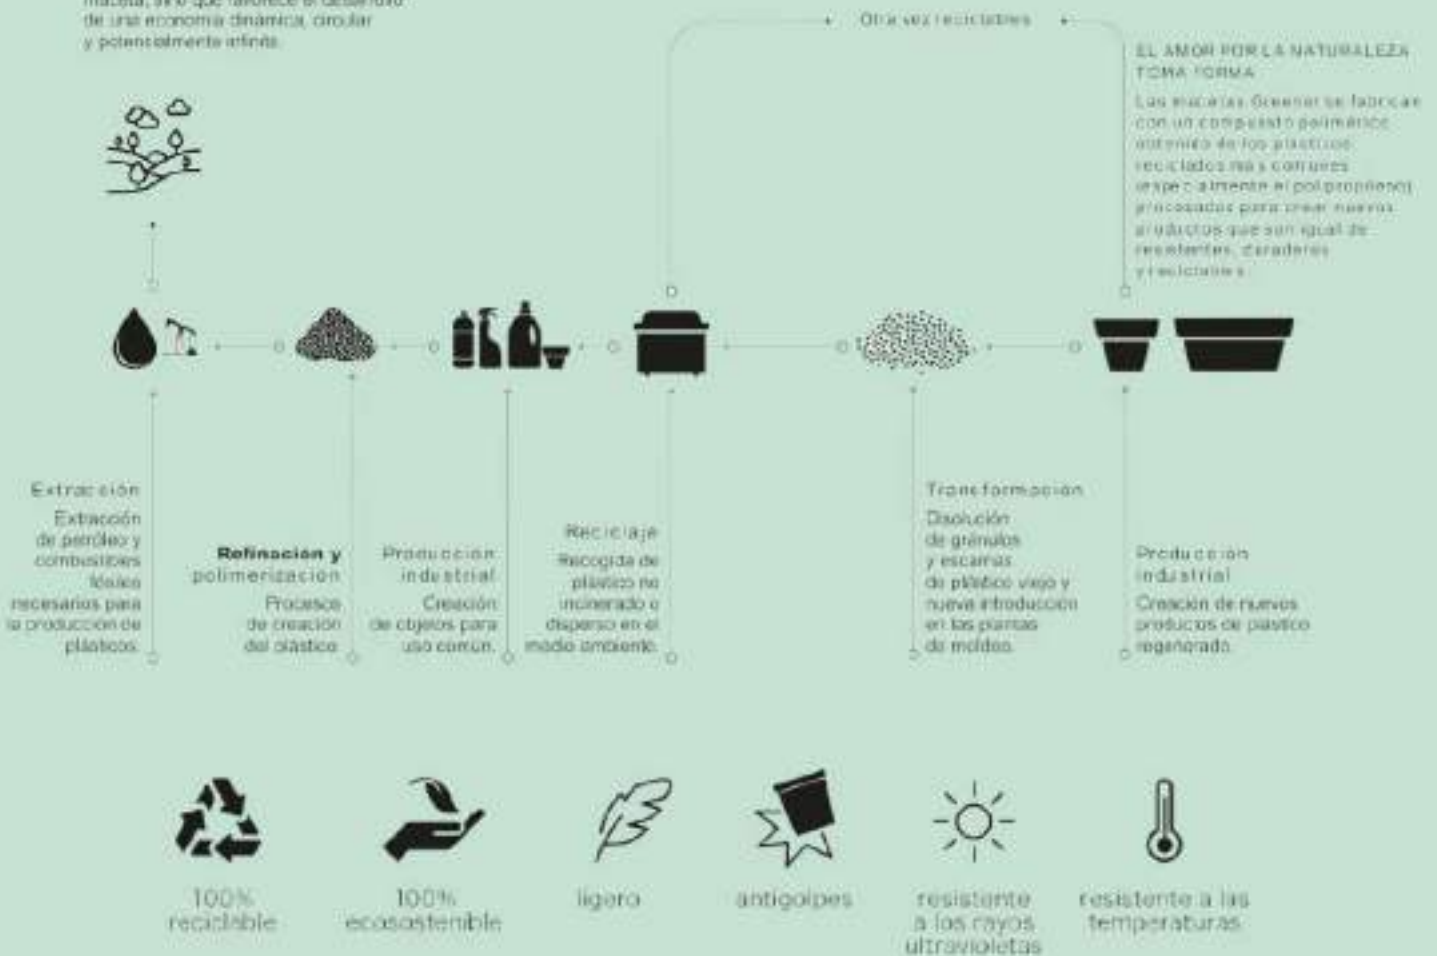 de una economía dinámica, circular
y potencialmente infinita.
Otra vez reciclables
EL AMOR POR LA NATURALEZA
TOMA FORMA
Las macetas Greener se fabrican
con un compuesto polimérico
obtenido de los plásticos
reciclados más comunes
(especialmente el polipropileno)
procesados para crear nuevos
productos que son igual de
resistentes, duraderos
y reciclables.
Extracción
Extracción
de petróleo y
combustibles
fósiles
necesarios para
la producción de
plásticos.
Refinación y
polimerización
Procesos
de creación
del plástico.
Producción
industrial
Creación
de objetos para
uso común.
Reciclaje
Recogida de
plástico no
incinerado o
disperso en el
medio ambiente.
Transformación
Disolución
de gránulos
y escamas
de plástico viejo y
nueva introducción
en las plantas
de moldeo.
Producción
industrial
Creación de nuevos
productos de plástico
regenerado.
100%
reciclable
100%
ecosostenible
ligero
antigolpes
resistente
a los rayos
ultravioletas
resistente a las
temperaturas